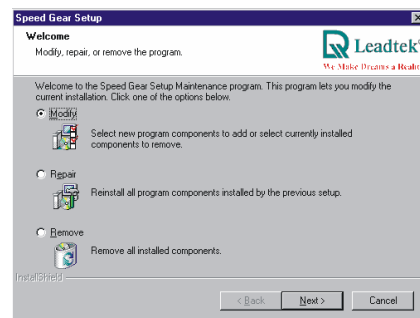 Speed Gear Setup
Welcome
Modify, repair, or remove the program.
Leadtek
We Make Dreams a Reality
Welcome to the Speed Gear Setup Maintenance program. This program lets you modify the
current installation. Click one of the options below.
Modify
Select new program components to add or select currently installed
components to remove.
Repair
Reinstall all program components installed by the previous setup.
Remove
Remove all installed components.
InstallShield
< Back
Next >
Cancel